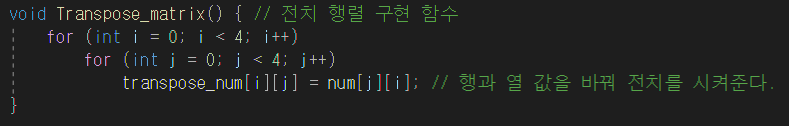 void Transpose_matrix() { // 전치 행렬 구현 함수
for (int i = 0; i < 4; i++)
for (int j = 0; j < 4; j++)
transpose_num[i][j] = num[j][i]; // 행과 열 값을 바꿔 전치를 시켜준다.
}